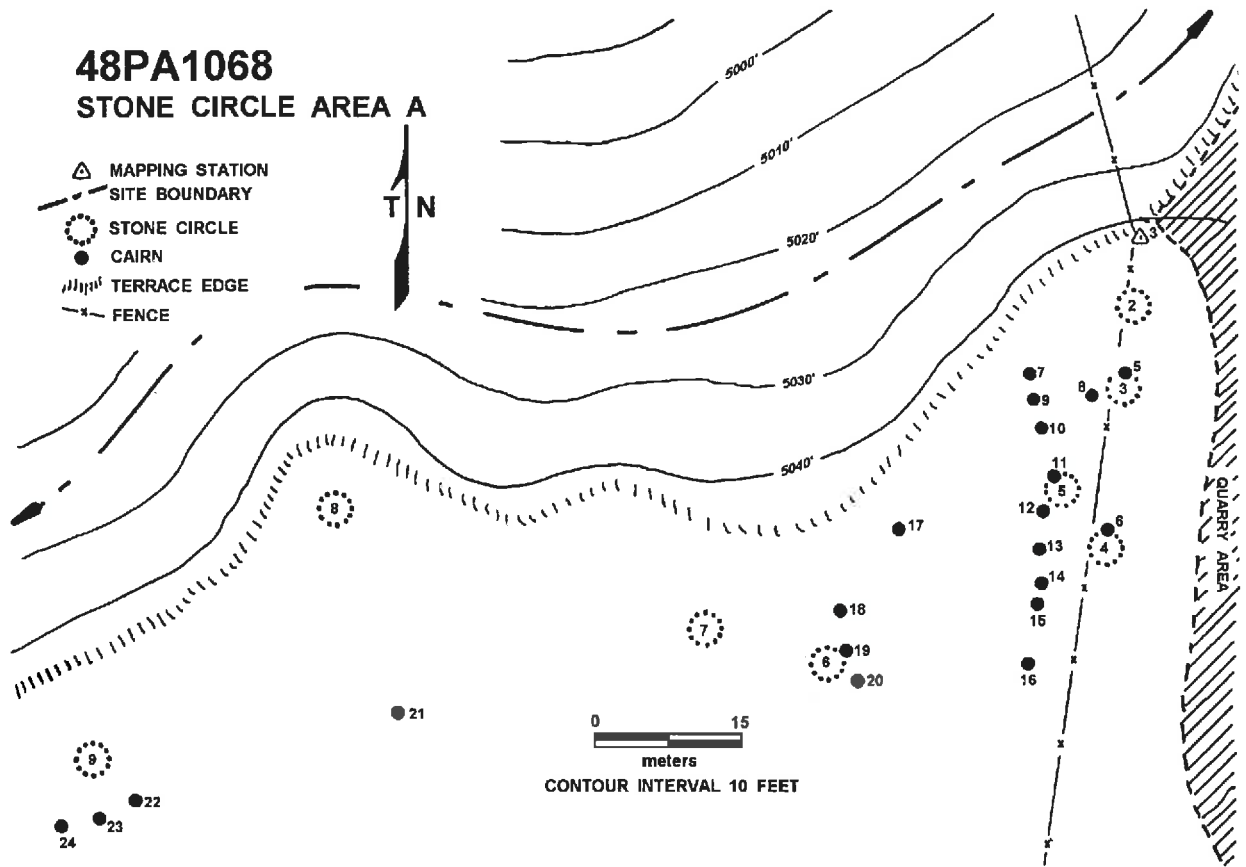 48PA1068
STONE CIRCLE AREA A
MAPPING STATION
SITE BOUNDARY
STONE CIRCLE
CAIRN
TERRACE EDGE
FENCE
T N
5000'
5010'
5020'
5030'
5040'
3
2
5
3
8
7
9
10
11
5
12
6
4
13
14
15
16
17
18
19
6
20
7
8
21
9
22
23
24
QUARRY AREA
0 15
meters
CONTOUR INTERVAL 10 FEET